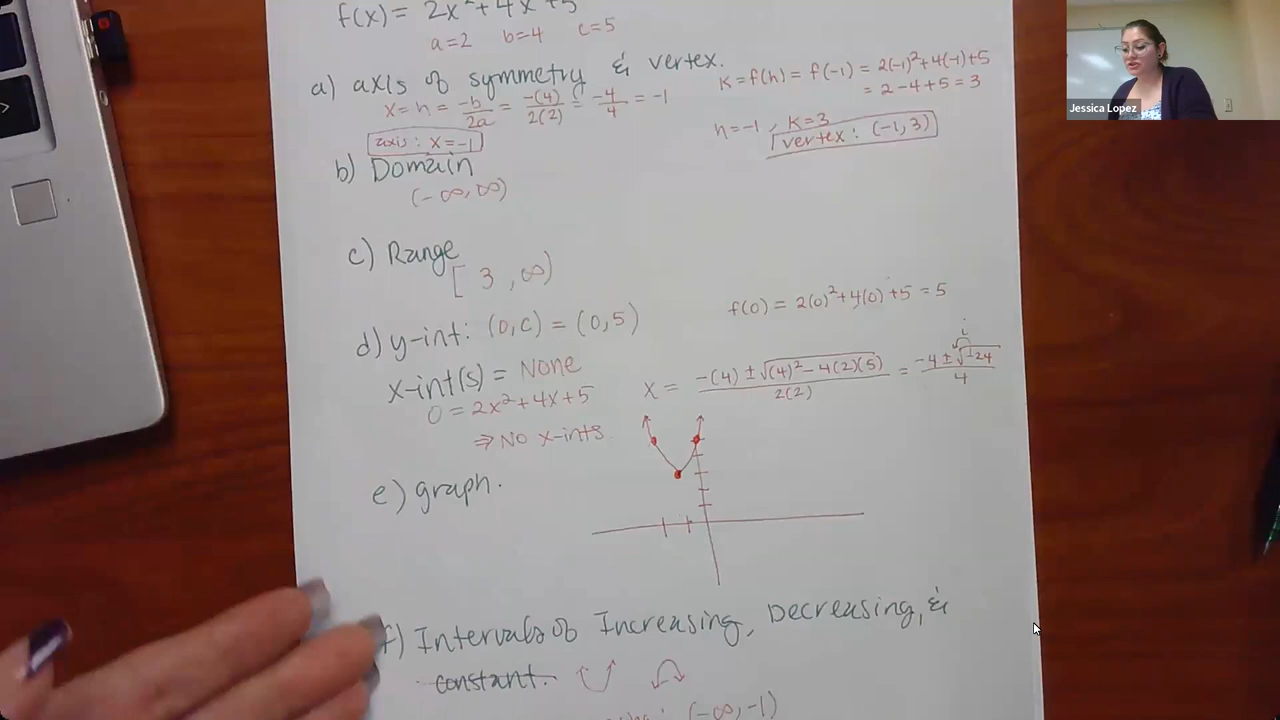 f(x) = 2x²+4x+5
a=2 b=4 c=5
a) axis of symmetry & vertex.
x=h= -b/2a = -(4)/2(2) = -4/4 = -1
axis: x=-1
K=f(h)= f(-1) = 2(-1)²+4(-1)+5
= 2-4+5=3
h=-1, K=3
vertex: (-1,3)
b) Domain
(-∞,∞)
c) Range
[3,∞)
d) y-int: (0,c) = (0,5)
f(0) = 2(0)²+4(0)+5 =5
x-int(s) = None
0 = 2x²+4x+5
⇒ No x-ints.
x = -(4) ±√(4)²-4(2)(5) / 2(2) = -4±√-24 / 4
i
e) graph.
f) Intervals of Increasing, Decreasing, &
constant.
(-∞,-1)
Jessica Lopez